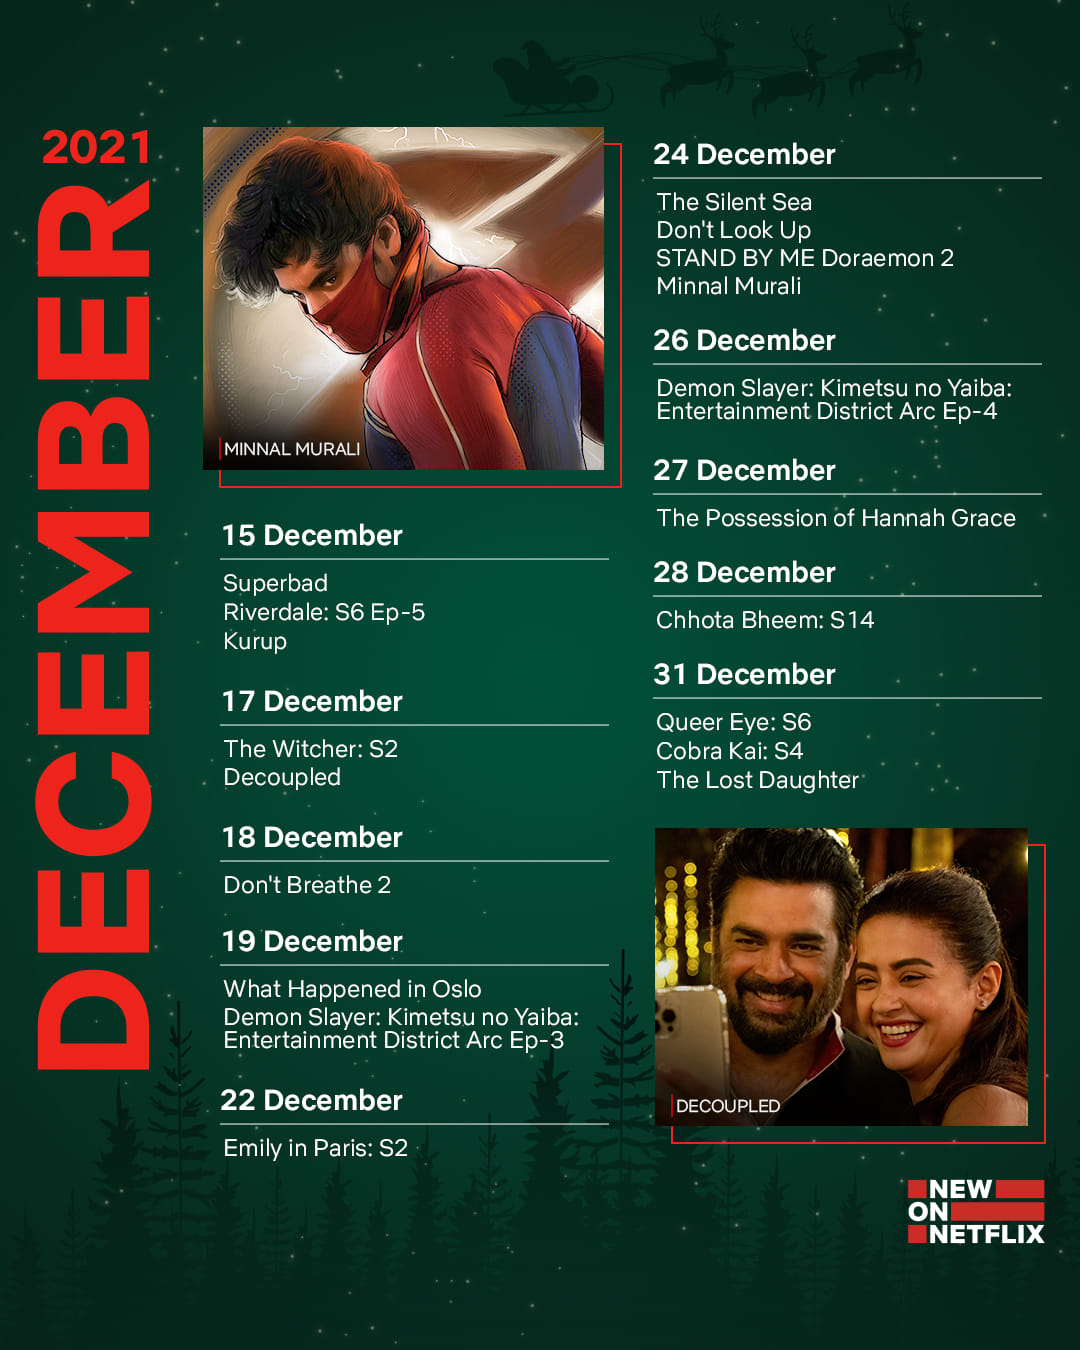 2021
DECEMBER
MINNAL MURALI
15 December
Superbad
Riverdale: S6 Ep-5
Kurup
17 December
The Witcher: S2
Decoupled
18 December
Don't Breathe 2
19 December
What Happened in Oslo
Demon Slayer: Kimetsu no Yaiba:
Entertainment District Arc Ep-3
22 December
Emily in Paris: S2
24 December
The Silent Sea
Don't Look Up
STAND BY ME Doraemon 2
Minnal Murali
26 December
Demon Slayer: Kimetsu no Yaiba:
Entertainment District Arc Ep-4
27 December
The Possession of Hannah Grace
28 December
Chhota Bheem: S14
31 December
Queer Eye: S6
Cobra Kai: S4
The Lost Daughter
DECOUPLED
NEW
ON
NETFLIX